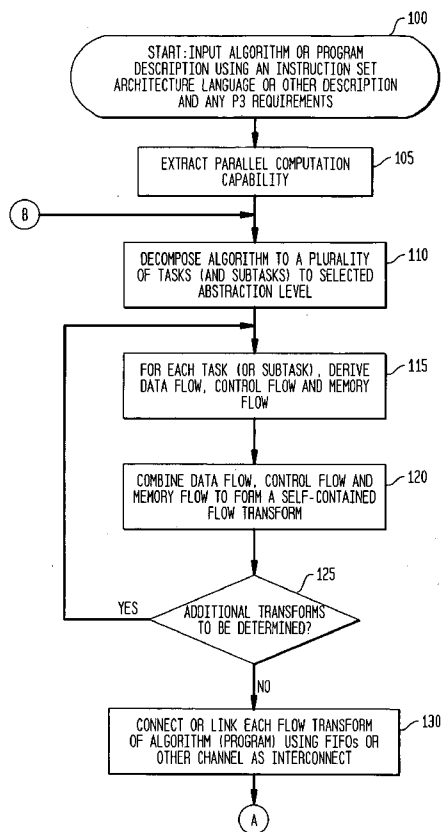 100
START:INPUT ALGORITHM OR PROGRAM
DESCRIPTION USING AN INSTRUCTION SET
ARCHITECTURE LANGUAGE OR OTHER DESCRIPTION
AND ANY P3 REQUIREMENTS
105
EXTRACT PARALLEL COMPUTATION
CAPABILITY
B
110
DECOMPOSE ALGORITHM TO A PLURALITY
OF TASKS (AND SUBTASKS) TO SELECTED
ABSTRACTION LEVEL
115
FOR EACH TASK (OR SUBTASK), DERIVE
DATA FLOW, CONTROL FLOW AND MEMORY
FLOW
120
COMBINE DATA FLOW, CONTROL FLOW AND
MEMORY FLOW TO FORM A SELF-CONTAINED
FLOW TRANSFORM
125
YES
ADDITIONAL TRANSFORMS
TO BE DETERMINED?
NO
130
CONNECT OR LINK EACH FLOW TRANSFORM
OF ALGORITHM (PROGRAM) USING FIFOs OR
OTHER CHANNEL AS INTERCONNECT
A